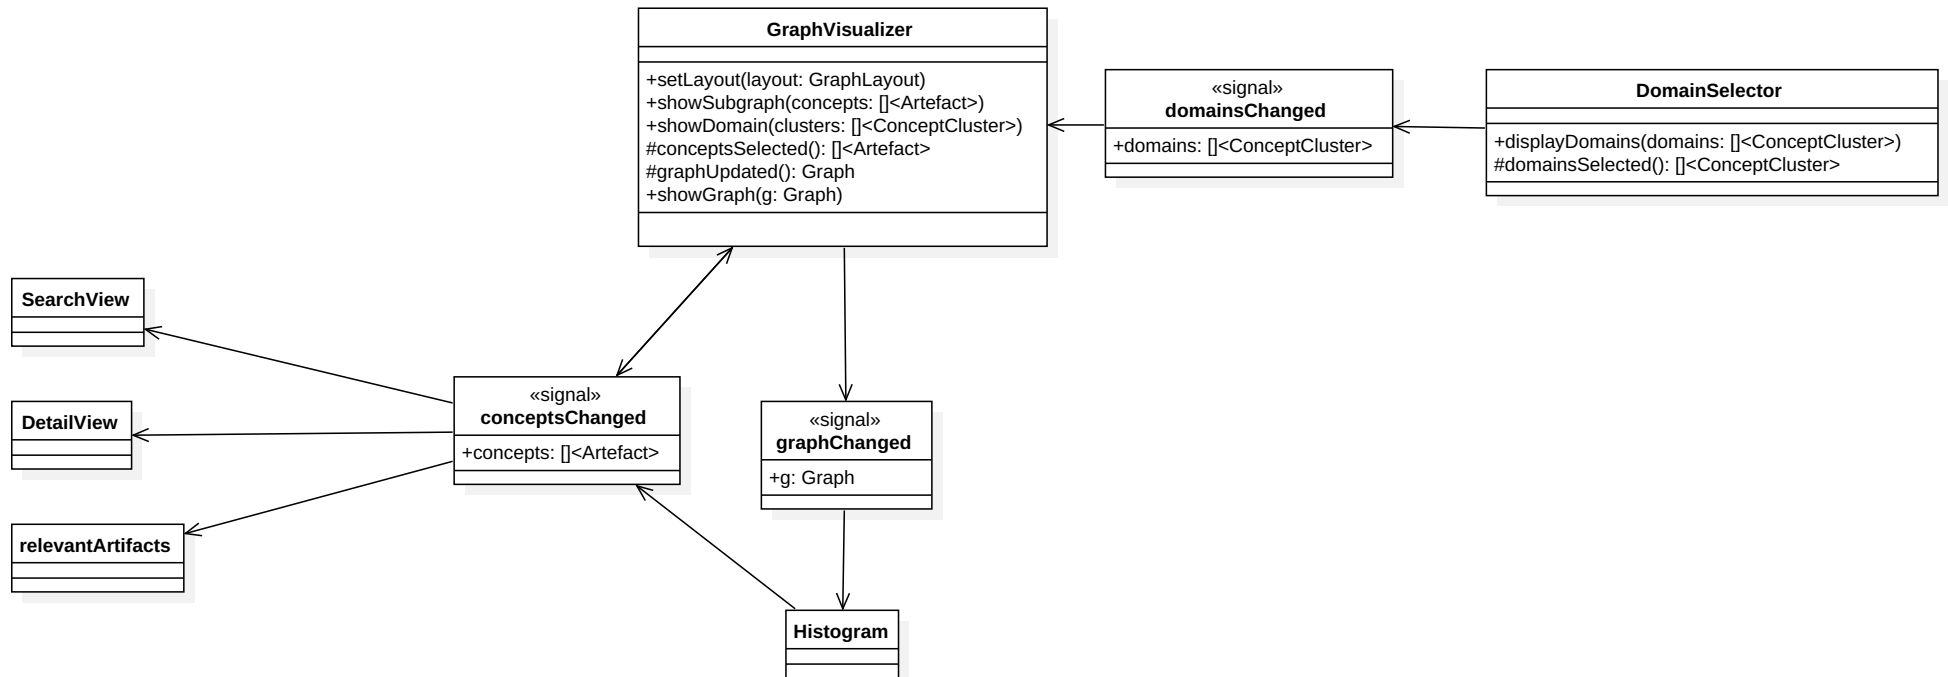 GraphVisualizer
+setLayout(layout: GraphLayout)
+showSubgraph(concepts: []<Artefact>)
+showDomain(clusters: []<ConceptCluster>)
#conceptsSelected(): []<Artefact>
#graphUpdated(): Graph
+showGraph(g: Graph)
«signal»
domainsChanged
+domains: []<ConceptCluster>
DomainSelector
+displayDomains(domains: []<ConceptCluster>)
#domainsSelected(): []<ConceptCluster>
SearchView
DetailView
relevantArtifacts
«signal»
conceptsChanged
+concepts: []<Artefact>
«signal»
graphChanged
+g: Graph
Histogram